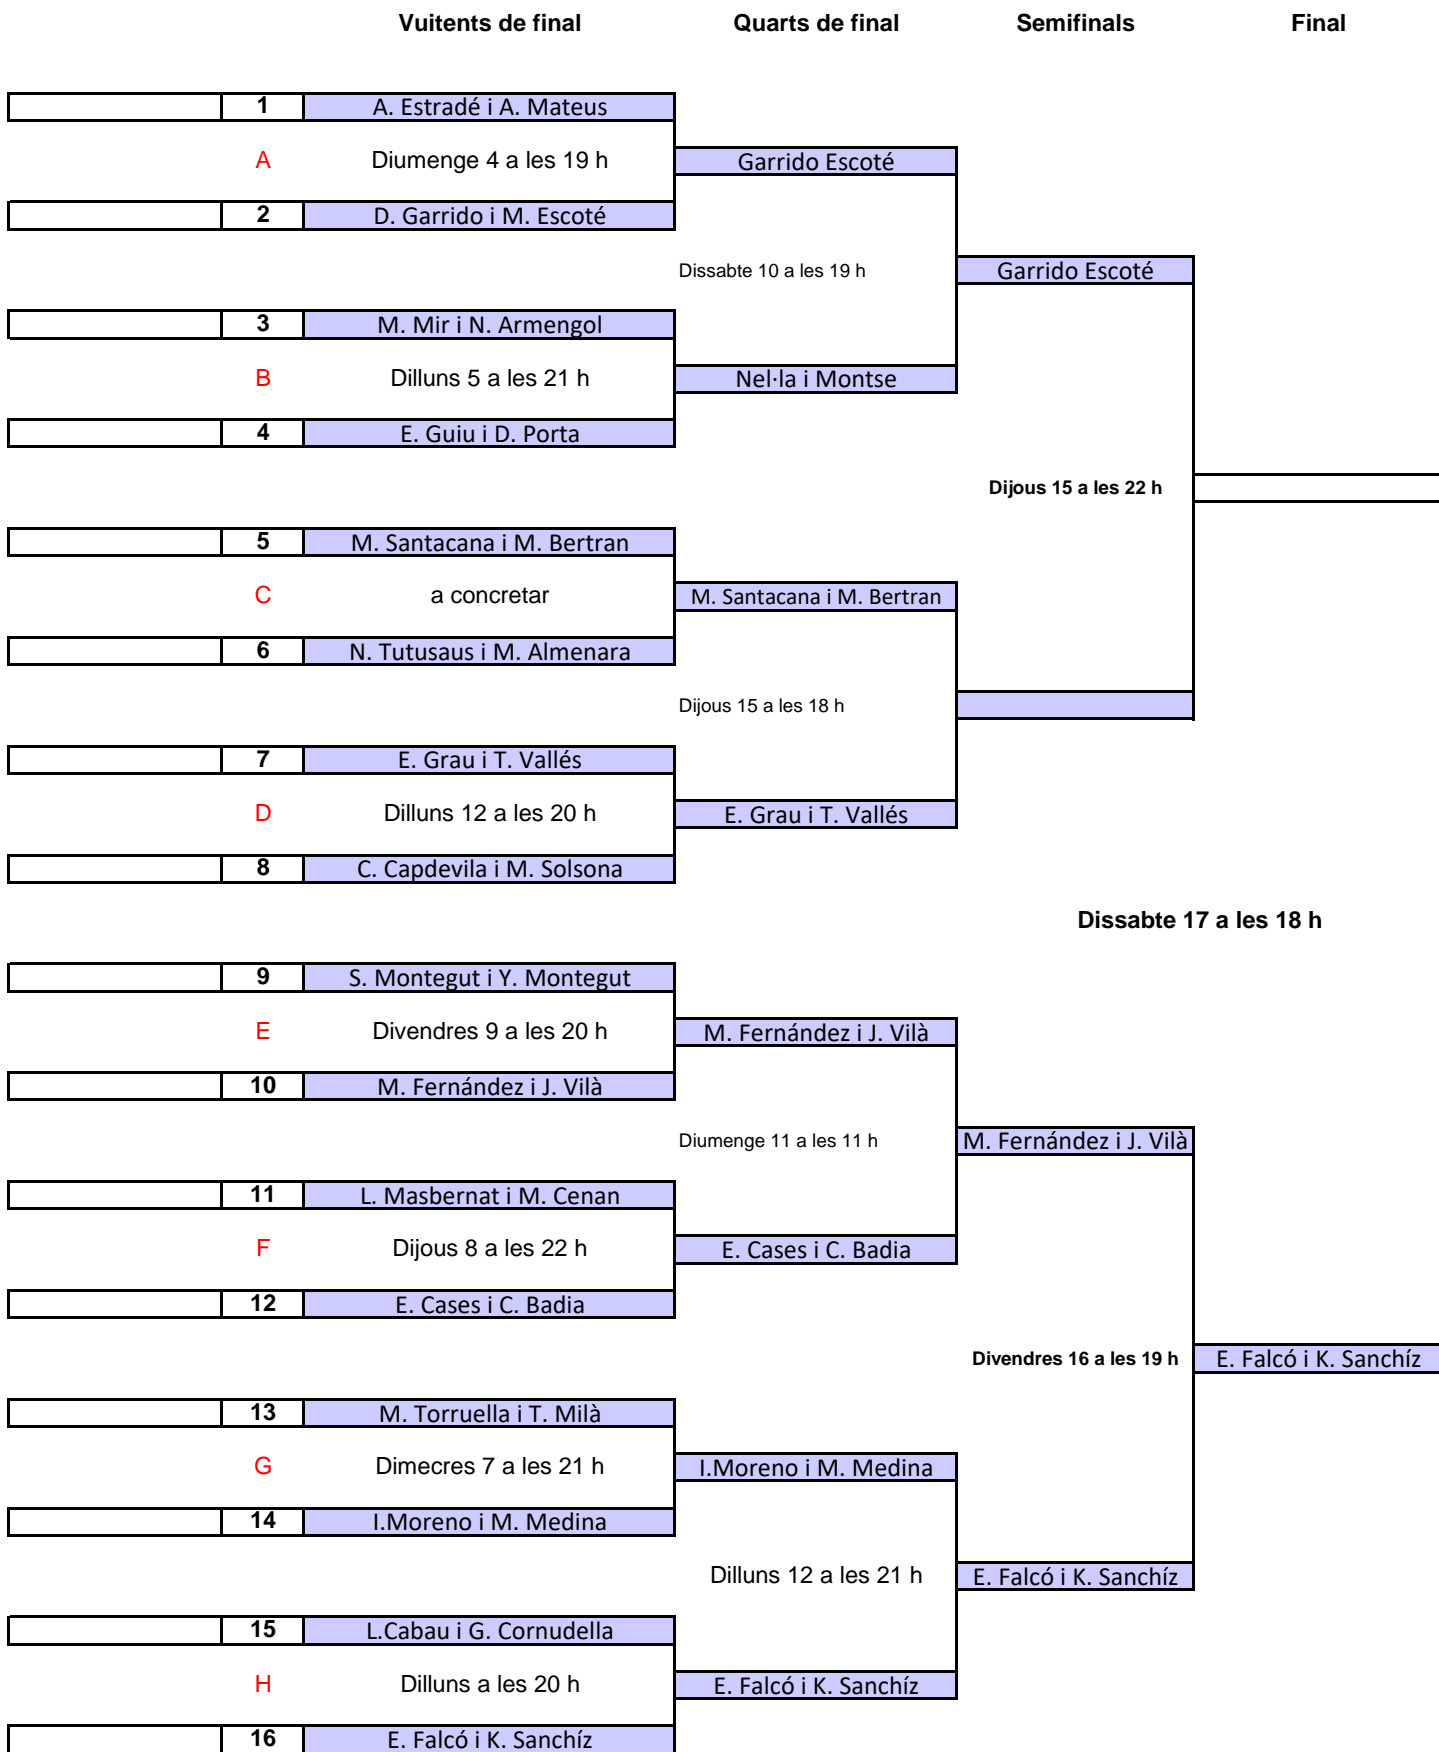 Vuitents de final Quarts de final Semifinals Final
1 A. Estradé i A. Mateus
A Diumenge 4 a les 19 h Garrido Escoté
2 D. Garrido i M. Escoté
Dissabte 10 a les 19 h Garrido Escoté
3 M. Mir i N. Armengol
B Dilluns 5 a les 21 h Nel·la i Montse
4 E. Guiu i D. Porta
Dijous 15 a les 22 h
5 M. Santacana i M. Bertran
C a concretar M. Santacana i M. Bertran
6 N. Tutusaus i M. Almenara
Dijous 15 a les 18 h
7 E. Grau i T. Vallés
D Dilluns 12 a les 20 h E. Grau i T. Vallés
8 C. Capdevila i M. Solsona
Dissabte 17 a les 18 h
9 S. Montegut i Y. Montegut
E Divendres 9 a les 20 h M. Fernández i J. Vilà
10 M. Fernández i J. Vilà
Diumenge 11 a les 11 h M. Fernández i J. Vilà
11 L. Masbernat i M. Cenan
F Dijous 8 a les 22 h E. Cases i C. Badia
12 E. Cases i C. Badia
Divendres 16 a les 19 h E. Falcó i K. Sanchíz
13 M. Torruella i T. Milà
G Dimecres 7 a les 21 h I.Moreno i M. Medina
14 I.Moreno i M. Medina
Dilluns 12 a les 21 h E. Falcó i K. Sanchíz
15 L.Cabau i G. Cornudella
H Dilluns a les 20 h E. Falcó i K. Sanchíz
16 E. Falcó i K. Sanchíz